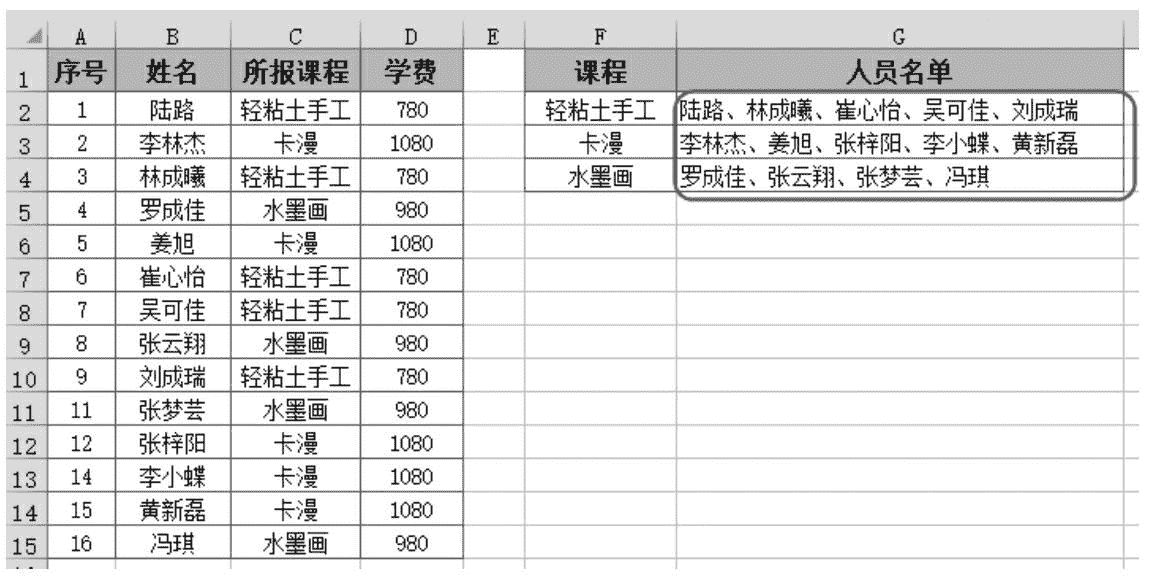 A B C D E F G
1 序号 姓名 所报课程 学费 课程 人员名单
2 1 陆路 轻粘土手工 780 轻粘土手工 陆路、林成曦、崔心怡、吴可佳、刘成瑞
3 2 李林杰 卡漫 1080 卡漫 李林杰、姜旭、张梓阳、李小蝶、黄新磊
4 3 林成曦 轻粘土手工 780 水墨画 罗成佳、张云翔、张梦芸、冯琪
5 4 罗成佳 水墨画 980
6 5 姜旭 卡漫 1080
7 6 崔心怡 轻粘土手工 780
8 7 吴可佳 轻粘土手工 780
9 8 张云翔 水墨画 980
10 9 刘成瑞 轻粘土手工 780
11 11 张梦芸 水墨画 980
12 12 张梓阳 卡漫 1080
13 14 李小蝶 卡漫 1080
14 15 黄新磊 卡漫 1080
15 16 冯琪 水墨画 980